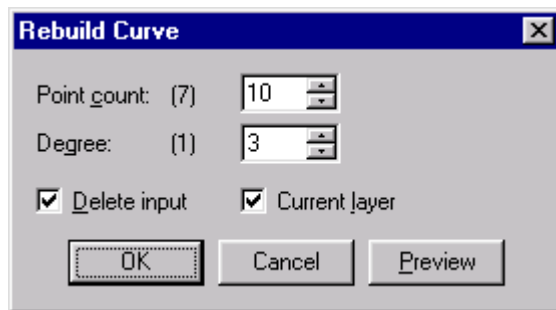 Rebuild Curve
Point count: (7) 10
Degree: (1) 3
Delete input Current layer
OK Cancel Preview